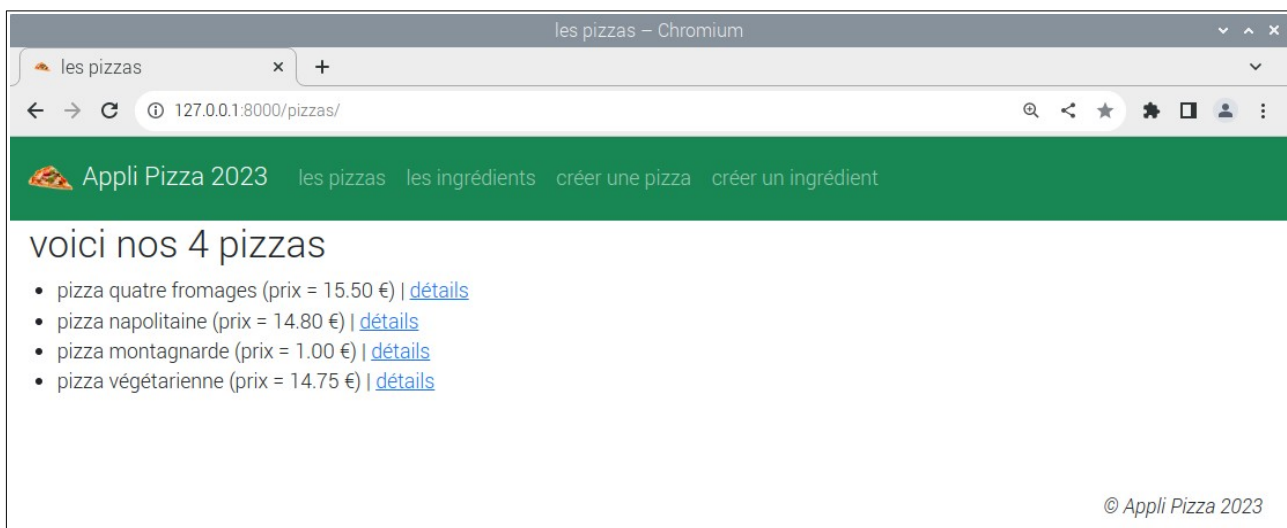 les pizzas – Chromium
les pizzas
127.0.0.1:8000/pizzas/
Appli Pizza 2023 les pizzas les ingrédients créer une pizza créer un ingrédient
voici nos 4 pizzas
• pizza quatre fromages (prix = 15.50 €) | détails
• pizza napolitaine (prix = 14.80 €) | détails
• pizza montagnarde (prix = 1.00 €) | détails
• pizza végétarienne (prix = 14.75 €) | détails
© Appli Pizza 2023